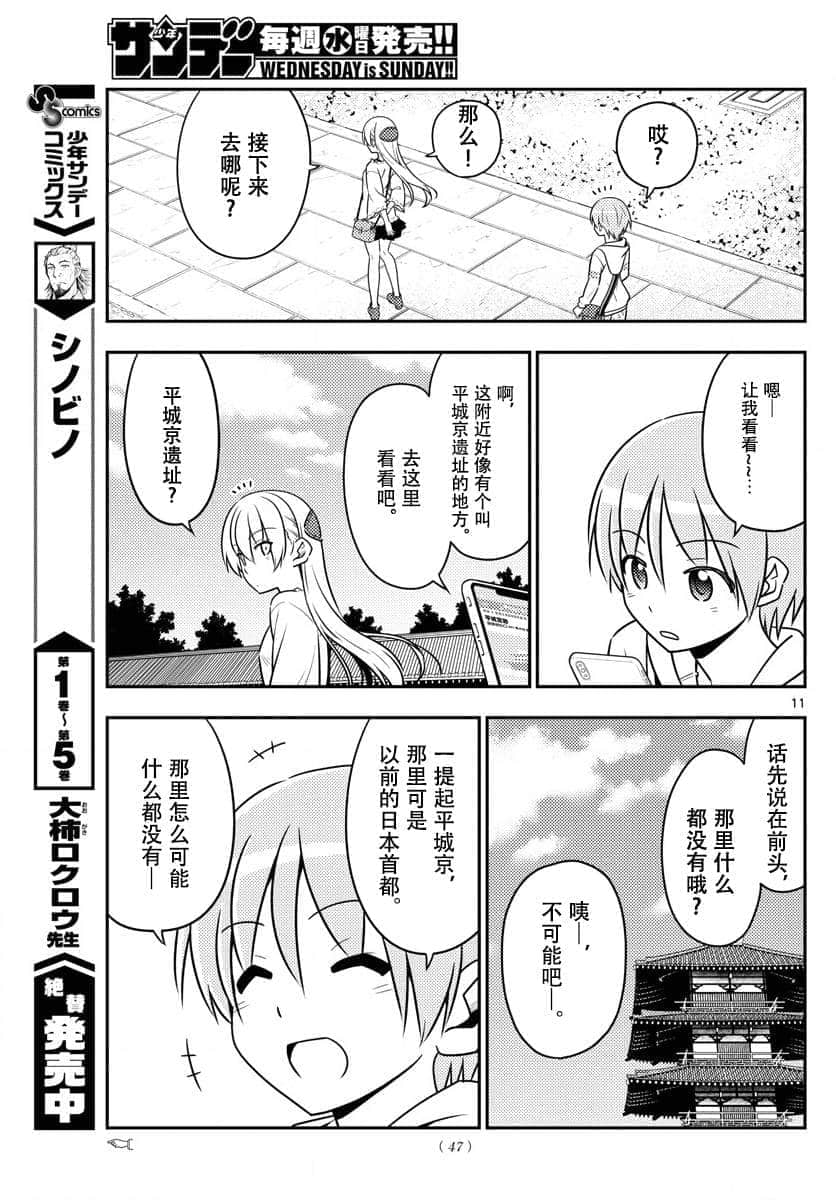 少年サンデー
毎週水曜日発売!!
WEDNESDAY is SUNDAY!!
SS comics
少年サンデー
コミックス
シノビノ
第1巻~第5巻
大柿ロクロウ先生
おおがき
絶賛発売中
哎?
那么!
接下来
去哪呢?
嗯—
让我看看~~…
啊,
这附近好像有个叫
平城京遗址的地方。
去这里
看看吧。
平城京遗址?
11
话先说在前头,
那里什么
都没有哦?
咦—,
不可能吧—。
一提起平城京,
那里可是
以前的日本首都。
那里怎么可能
什么都没有—
(47)